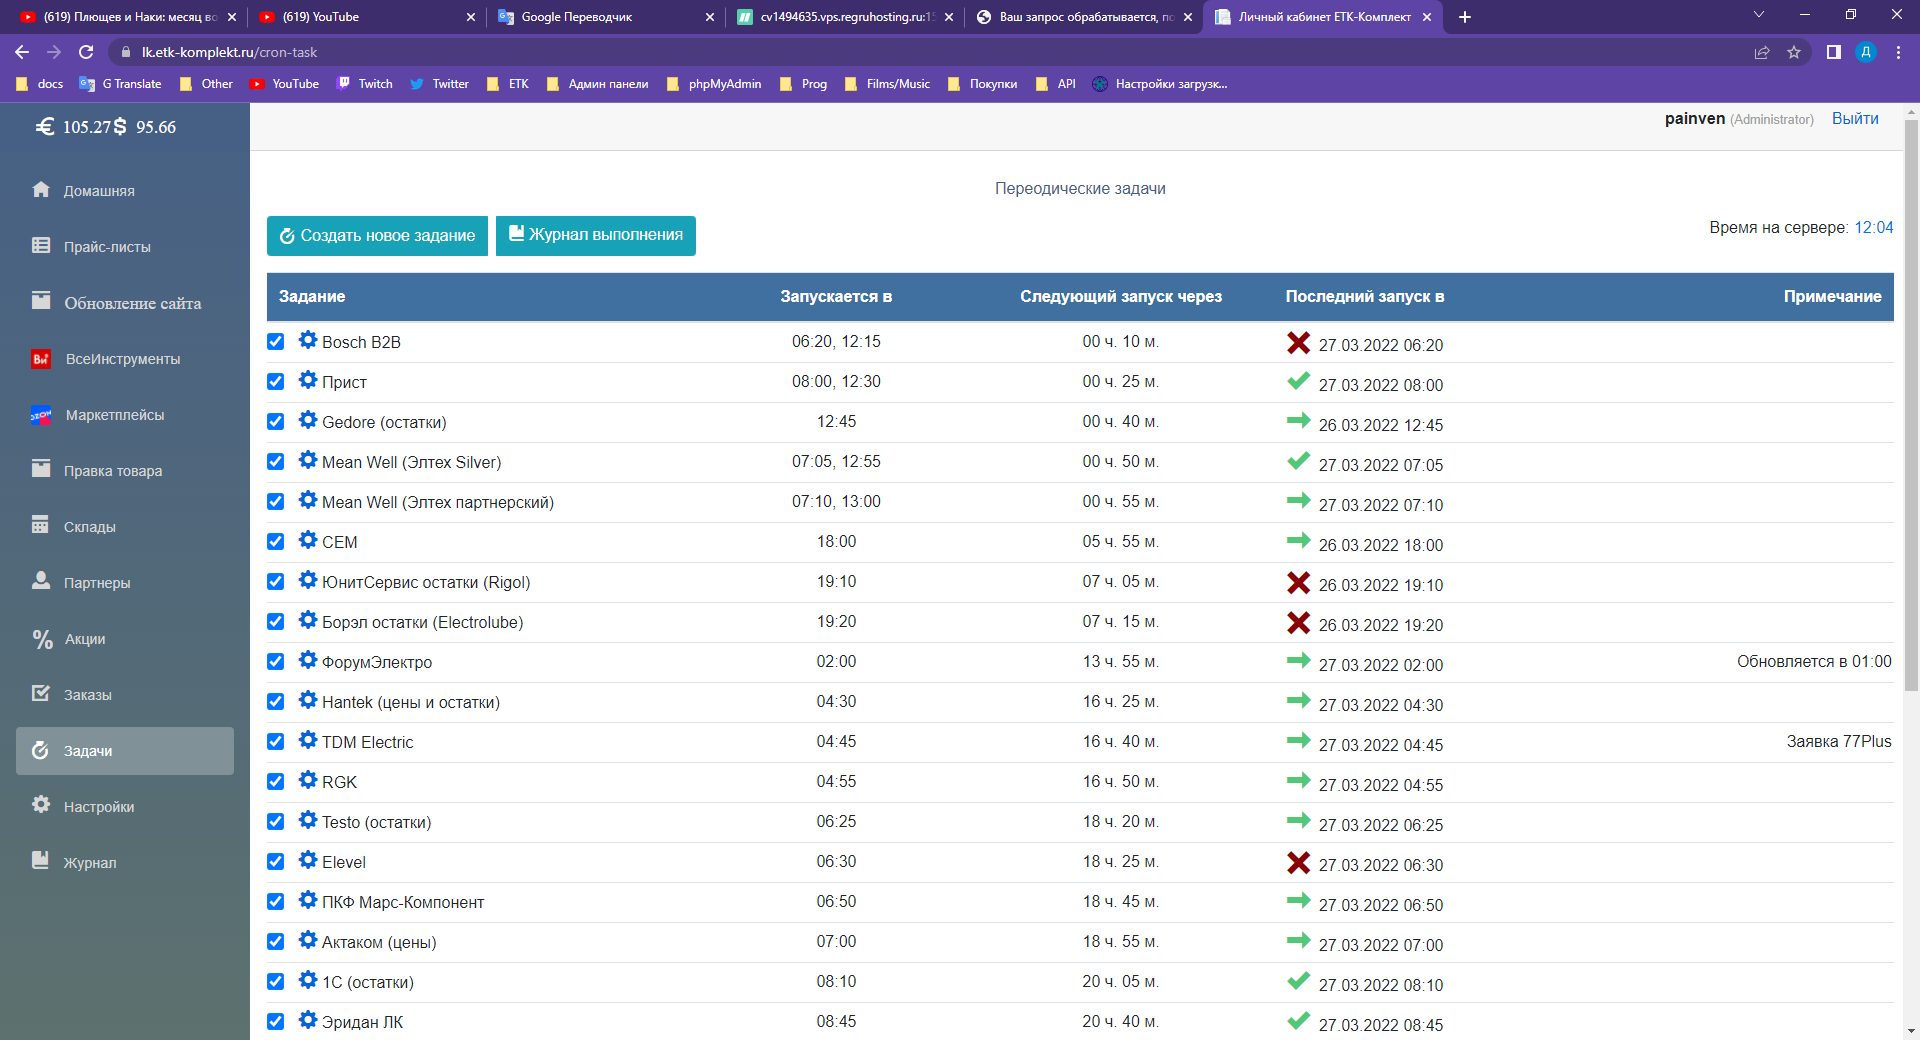 (619) Плющев и Наки: месяц во
(619) YouTube
Google Переводчик
cv1494635.vps.regruhosting.ru:15
Ваш запрос обрабатывается, по
Личный кабинет ЕТК-Комплект
lk.etk-komplekt.ru/cron-task
Д
docs
G Translate
Other
YouTube
Twitch
Twitter
ETK
Админ панели
phpMyAdmin
Prog
Films/Music
Покупки
API
Настройки загрузк...
€ 105.27 $ 95.66
painven (Administrator) Выйти
Домашняя
Прайс-листы
Обновление сайта
Ви
ВсеИнструменты
OZON
Маркетплейсы
Правка товара
Склады
Партнеры
% Акции
Заказы
Задачи
Настройки
Журнал
Переодические задачи
Создать новое задание
Журнал выполнения
Время на сервере: 12:04
Задание Запускается в Следующий запуск через Последний запуск в Примечание
Bosch B2B 06:20, 12:15 00 ч. 10 м. 27.03.2022 06:20
Прист 08:00, 12:30 00 ч. 25 м. 27.03.2022 08:00
Gedore (остатки) 12:45 00 ч. 40 м. 26.03.2022 12:45
Mean Well (Элтех Silver) 07:05, 12:55 00 ч. 50 м. 27.03.2022 07:05
Mean Well (Элтех партнерский) 07:10, 13:00 00 ч. 55 м. 27.03.2022 07:10
CEM 18:00 05 ч. 55 м. 26.03.2022 18:00
ЮнитСервис остатки (Rigol) 19:10 07 ч. 05 м. 26.03.2022 19:10
Борэл остатки (Electrolube) 19:20 07 ч. 15 м. 26.03.2022 19:20
ФорумЭлектро 02:00 13 ч. 55 м. 27.03.2022 02:00 Обновляется в 01:00
Hantek (цены и остатки) 04:30 16 ч. 25 м. 27.03.2022 04:30
TDM Electric 04:45 16 ч. 40 м. 27.03.2022 04:45 Заявка 77Plus
RGK 04:55 16 ч. 50 м. 27.03.2022 04:55
Testo (остатки) 06:25 18 ч. 20 м. 27.03.2022 06:25
Elevel 06:30 18 ч. 25 м. 27.03.2022 06:30
ПКФ Марс-Компонент 06:50 18 ч. 45 м. 27.03.2022 06:50
Актаком (цены) 07:00 18 ч. 55 м. 27.03.2022 07:00
1С (остатки) 08:10 20 ч. 05 м. 27.03.2022 08:10
Эридан ЛК 08:45 20 ч. 40 м. 27.03.2022 08:45